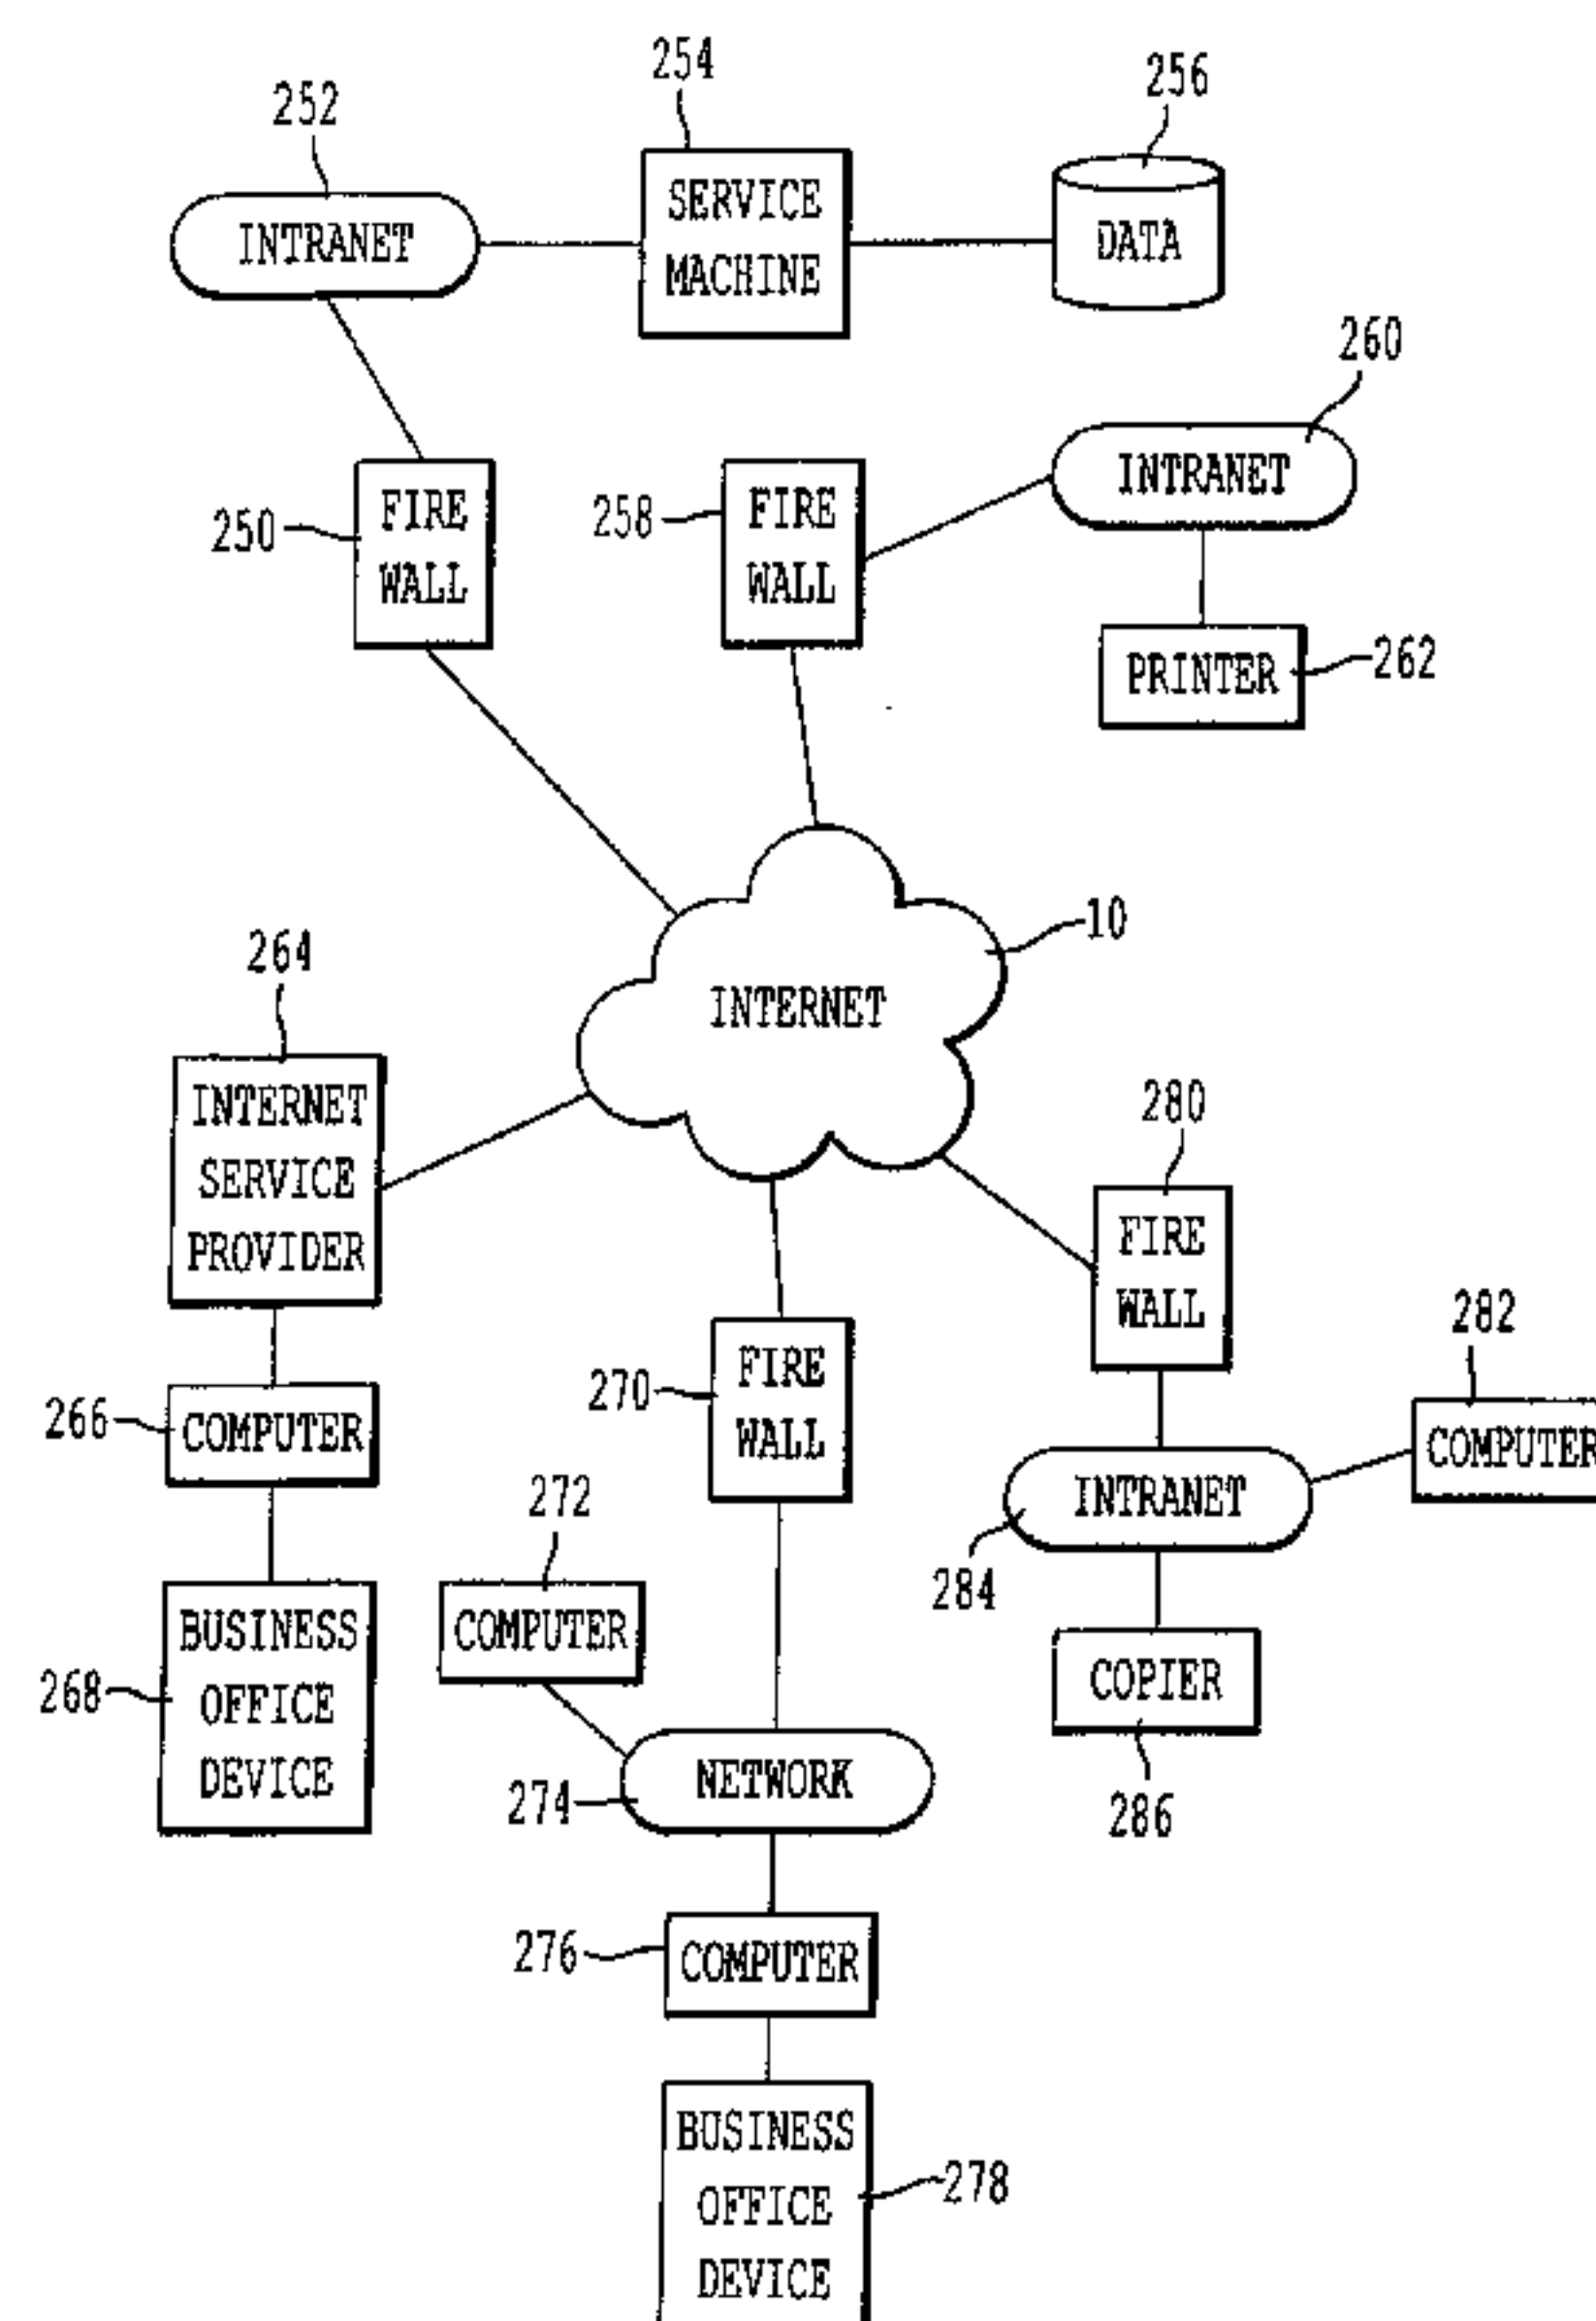 254
256
252
SERVICE
MACHINE
INTRANET
DATA
260
INTRANET
250
FIRE
WALL
258
FIRE
WALL
PRINTER
262
10
INTERNET
264
INTERNET
SERVICE
PROVIDER
280
FIRE
WALL
282
COMPUTER
266
COMPUTER
270
FIRE
WALL
INTRANET
284
272
COMPUTER
268
BUSINESS
OFFICE
DEVICE
COPIER
286
274
NETWORK
276
COMPUTER
BUSINESS
OFFICE
DEVICE
278